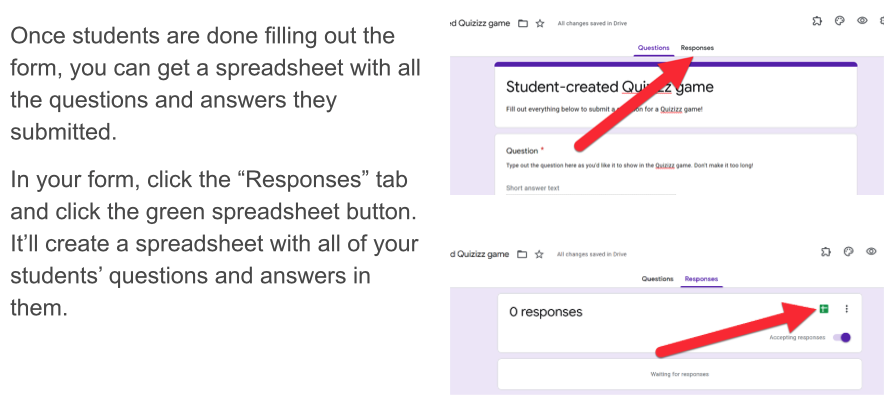 Once students are done filling out the
form, you can get a spreadsheet with all
the questions and answers they
submitted.
In your form, click the “Responses” tab
and click the green spreadsheet button.
It’ll create a spreadsheet with all of your
students’ questions and answers in
them.
ed Quizizz game All changes saved in Drive
Questions Responses
Student-created Quizizz game
Fill out everything below to submit a for a Quizizz game!
Question *
Type out the question here as you'd like it to show in the Quizizz game. Don't make it too long!
Short answer text
d Quizizz game All changes saved in Drive
Questions Responses
0 responses
Accepting responses
Waiting for responses